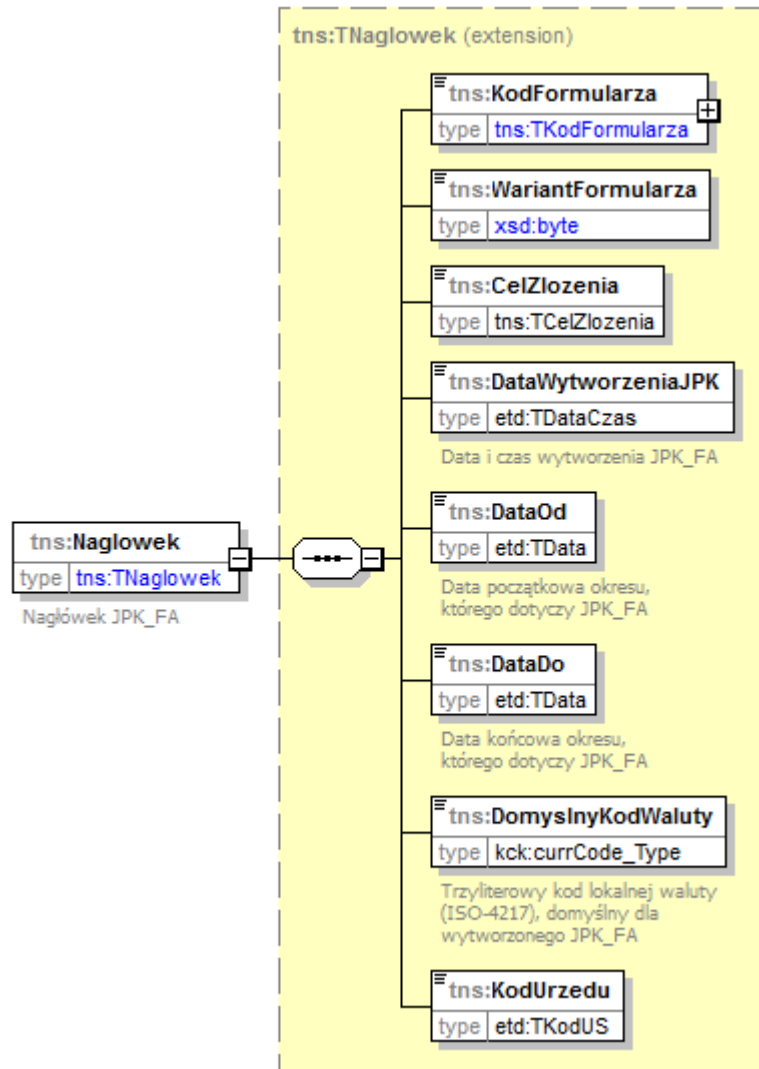 tns:TNaglowek (extension)
tns:KodFormularza
type tns:TKodFormularza
tns:WariantFormularza
type xsd:byte
tns:CelZlozenia
type tns:TCelZlozenia
tns:DataWytworzeniaJPK
type etd:TDataCzas
Data i czas wytworzenia JPK_FA
tns:Naglowek
type tns:TNaglowek
Nagłówek JPK_FA
tns:DataOd
type etd:TData
Data początkowa okresu,
którego dotyczy JPK_FA
tns:DataDo
type etd:TData
Data końcowa okresu,
którego dotyczy JPK_FA
tns:DomyslnyKodWaluty
type kck:currCode_Type
Trzyliterowy kod lokalnej waluty
(ISO-4217), domyślny dla
wytworzonego JPK_FA
tns:KodUrzedu
type etd:TKodUS